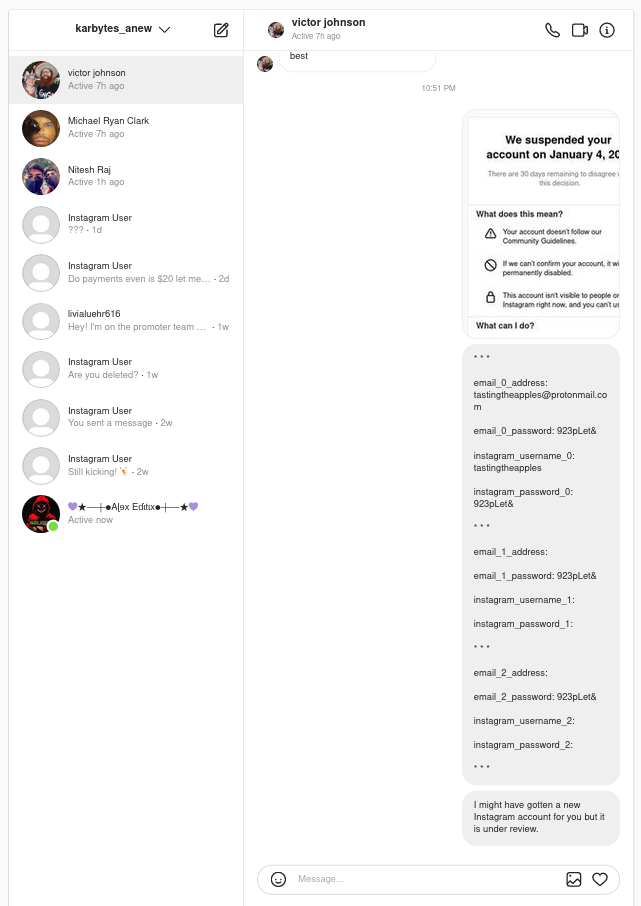 karbytes_anew
victor johnson
Active 7h ago
victor johnson
Active 7h ago
Michael Ryan Clark
Active 7h ago
Nitesh Raj
Active 1h ago
Instagram User
??? · 1d
Instagram User
Do payments even is $20 let me... · 2d
livialuehr616
Hey! I'm on the promoter team ... · 1w
Instagram User
Are you deleted? · 1w
Instagram User
You sent a message · 2w
Instagram User
Still kicking! · 2w
Active now
best
10:51 PM
We suspended your
account on January 4, 20
There are 30 days remaining to disagree w
this decision.
What does this mean?
Your account doesn't follow our
Community Guidelines.
If we can't confirm your account, it wi
permanently disabled.
This account isn't visible to people on
Instagram right now, and you can't us
What can I do?
* * *
email_0_address:
tastingtheapples@protonmail.co
m
email_0_password: 923pLet&
instagram_username_0:
tastingtheapples
instagram_password_0:
923pLet&
* * *
email_1_address:
email_1_password: 923pLet&
instagram_username_1:
instagram_password_1:
* * *
email_2_address:
email_2_password: 923pLet&
instagram_username_2:
instagram_password_2:
* * *
I might have gotten a new
Instagram account for you but it
is under review.
Message...